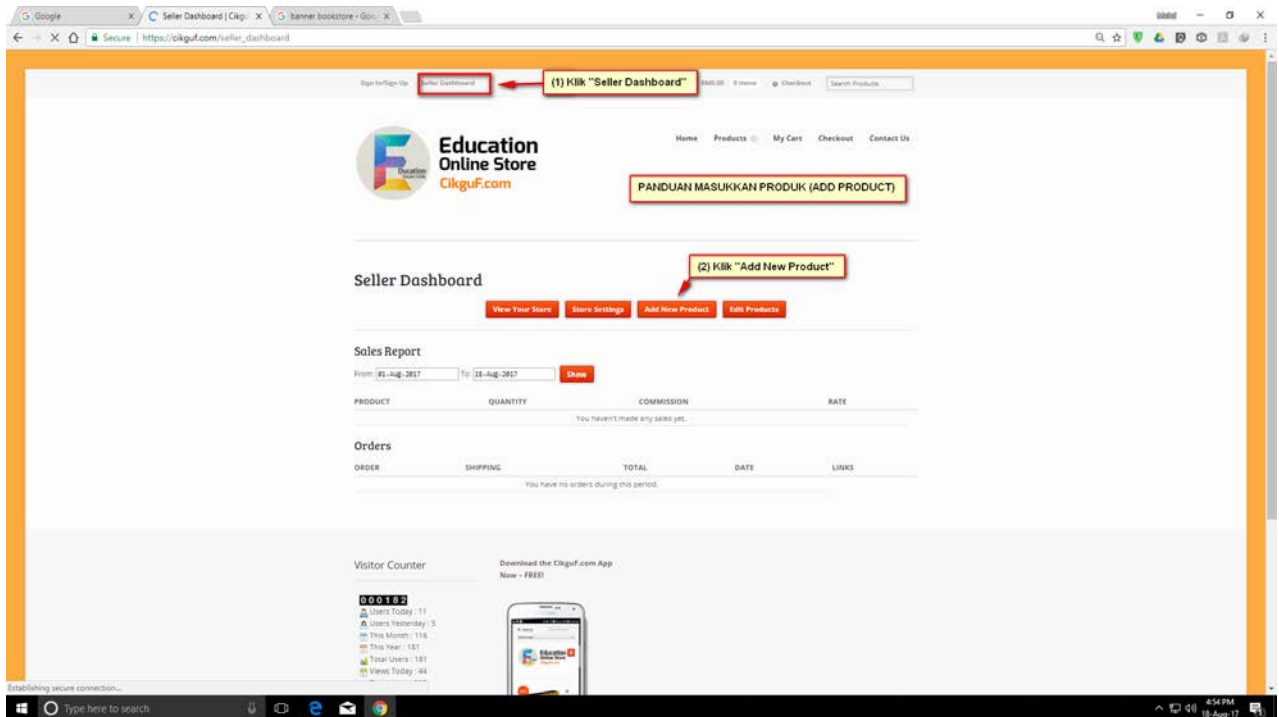 Google
Seller Dashboard | Cikgu
banner bookstore - Goo
Secure https://cikguf.com/seller_dashboard
Sign In/Sign Up Seller Dashboard
(1) Klik "Seller Dashboard"
RM0.00 0 items Checkout Search Products
Education
Online Store
CikguF.com
Home Products My Cart Checkout Contact Us
PANDUAN MASUKKAN PRODUK (ADD PRODUCT)
(2) Klik "Add New Product"
Seller Dashboard
View Your Store Store Settings Add New Product Edit Products
Sales Report
From: 01-Aug-2017 To: 18-Aug-2017 Show
PRODUCT QUANTITY COMMISSION RATE
You haven't made any sales yet.
Orders
ORDER SHIPPING TOTAL DATE LINKS
You have no orders during this period.
Visitor Counter
000182
Users Today : 11
Users Yesterday : 5
This Month : 116
This Year : 181
Total Users : 181
Views Today : 44
Download the Cikguf.com App
Now - FREE!
Education
Online Store
Establishing secure connection...
Type here to search
4:54 PM
18-Aug-17